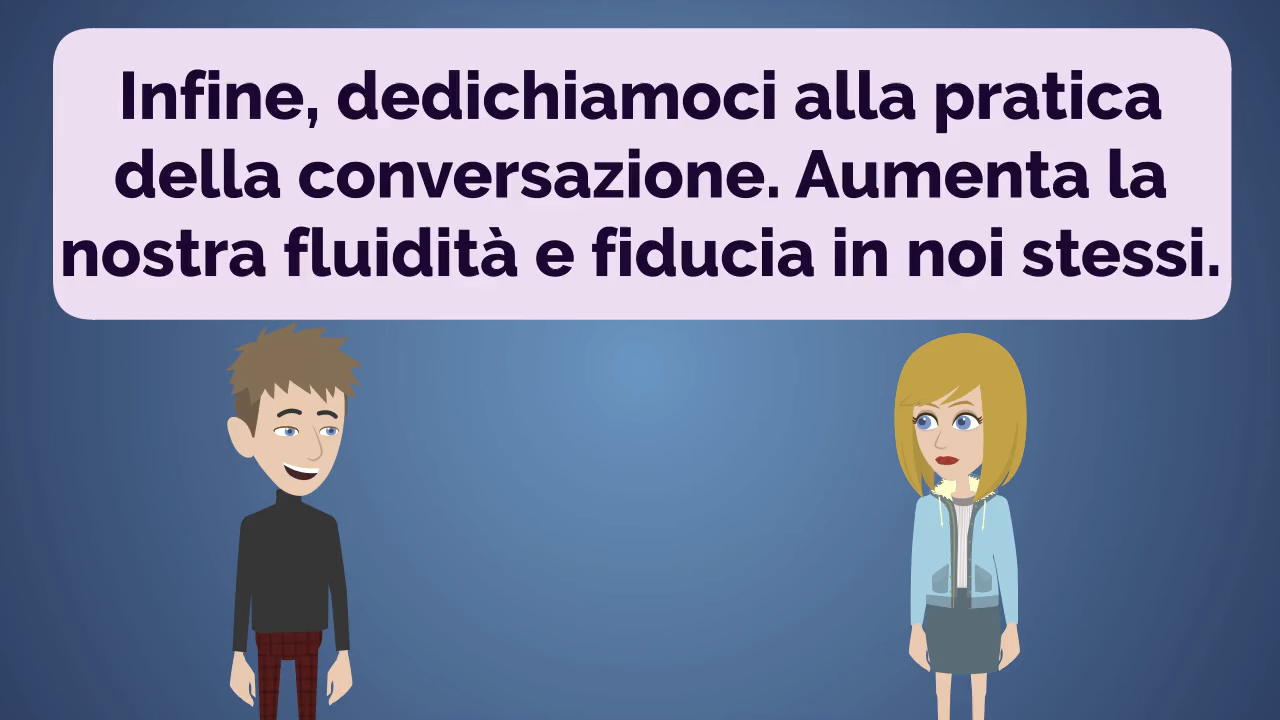 Infine, dedichiamoci alla pratica
della conversazione. Aumenta la
nostra fluidità e fiducia in noi stessi.